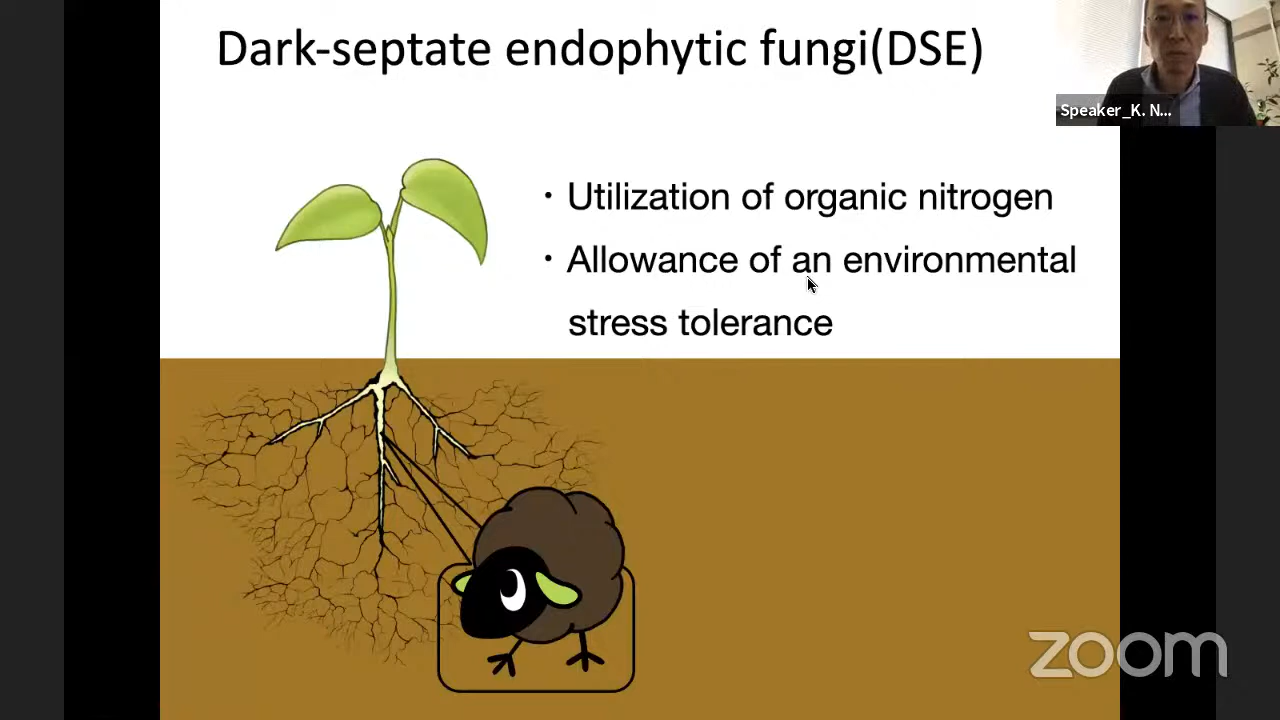 Dark-septate endophytic fungi(DSE)
Speaker_K. N...
・Utilization of organic nitrogen
・Allowance of an environmental
stress tolerance
zoom